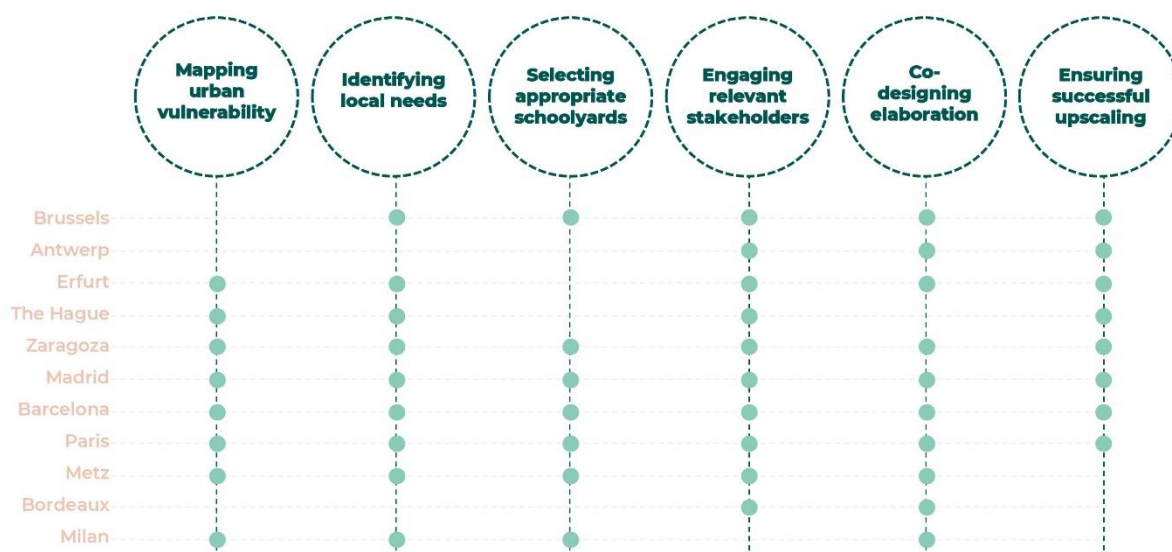 Mapping
urban
vulnerability
Identifying
local needs
Selecting
appropriate
schoolyards
Engaging
relevant
stakeholders
Co-
designing
elaboration
Ensuring
successful
upscaling
Brussels
Antwerp
Erfurt
The Hague
Zaragoza
Madrid
Barcelona
Paris
Metz
Bordeaux
Milan